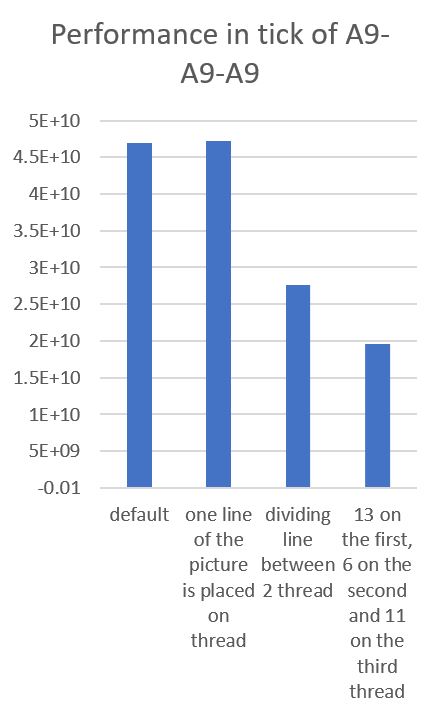 Performance in tick of A9-
A9-A9
5E+10
4.5E+10
4E+10
3.5E+10
3E+10
2.5E+10
2E+10
1.5E+10
1E+10
5E+09
-0.01
default
one line
of the
picture
is placed
on
thread
dividing
line
between
2 thread
13 on
the first,
6 on the
second
and 11
on the
third
thread